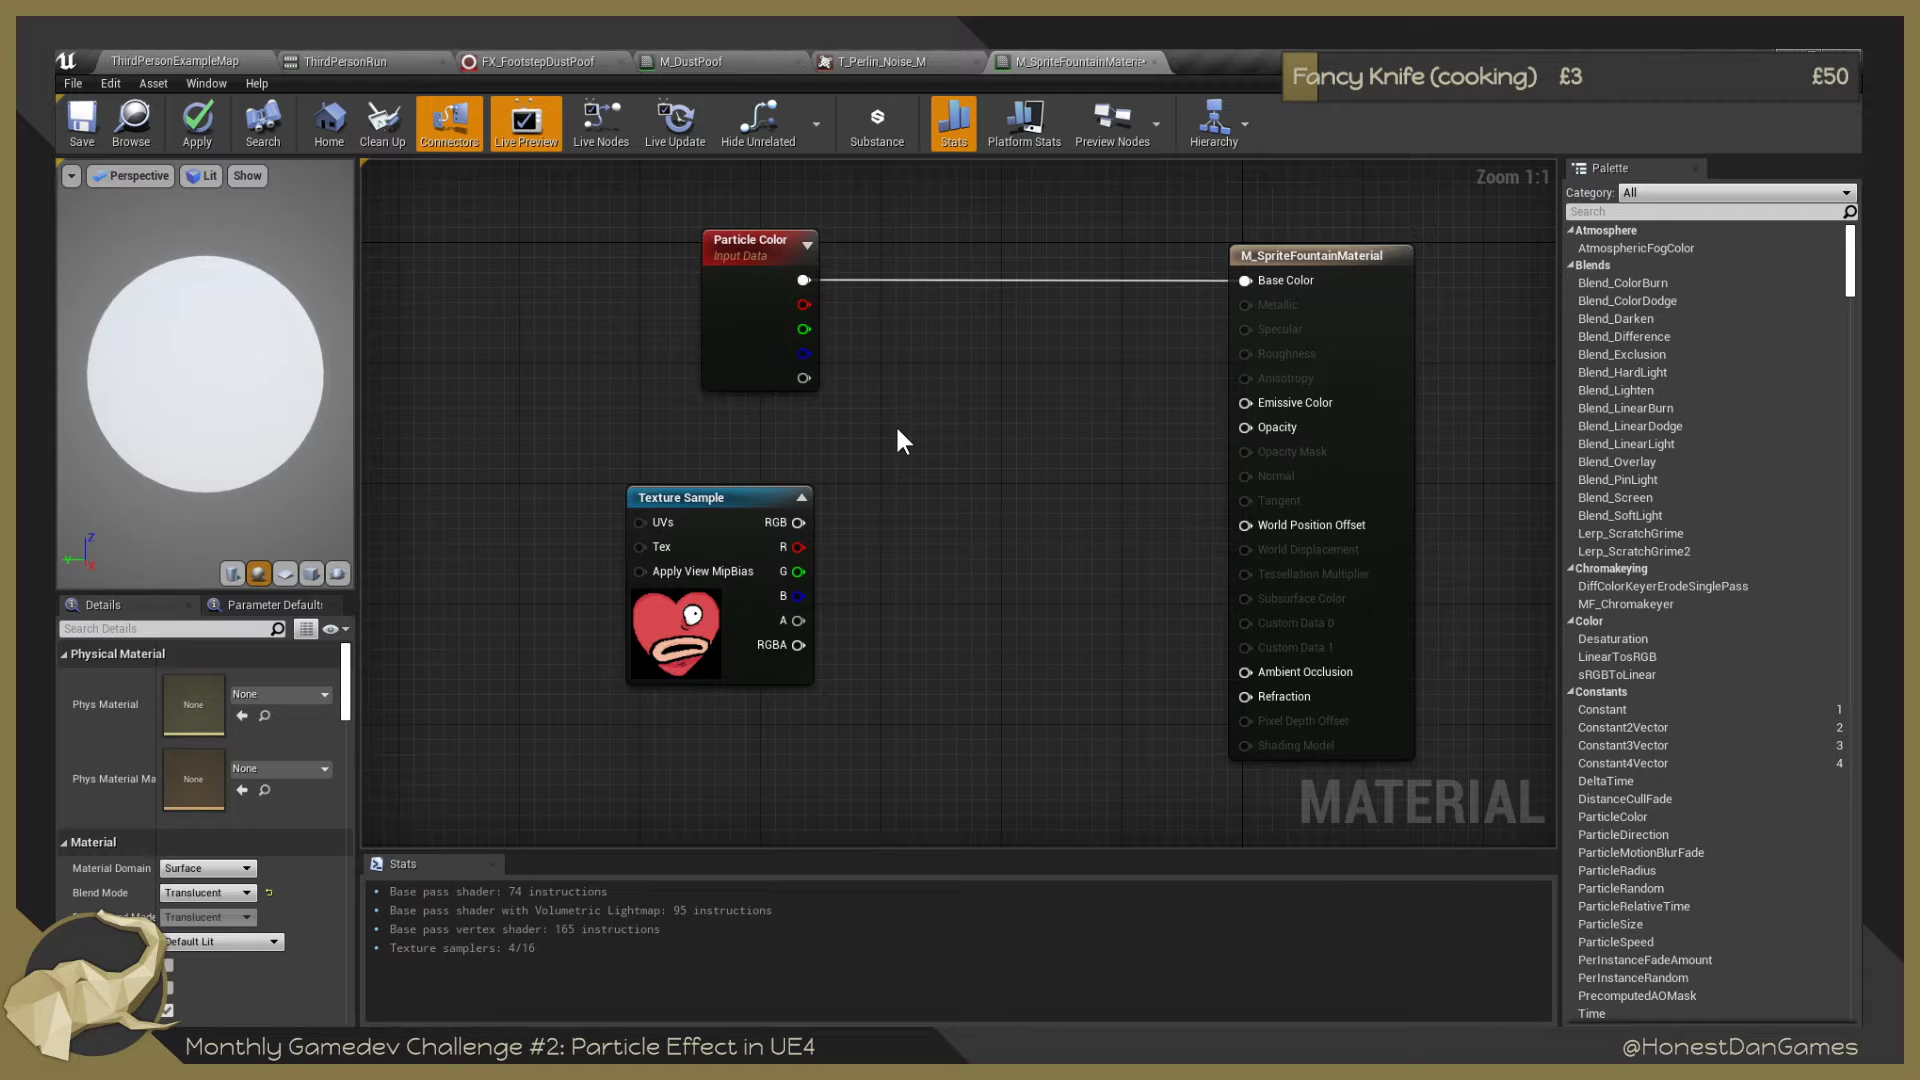 ThirdPersonExampleMap
ThirdPersonRun
FX_FootstepDustPoof
M_DustPoof
T_Perlin_Noise_M
M_SpriteFountainMateria*
File Edit Asset Window Help
Fancy Knife (cooking) £3 £50
Save
Browse
Apply
Search
Home
Clean Up
Connectors
Live Preview
Live Nodes
Live Update
Hide Unrelated
Substance
Stats
Platform Stats
Preview Nodes
Hierarchy
Perspective
Lit
Show
Zoom 1:1
Particle Color
Input Data
M_SpriteFountainMaterial
Base Color
Metallic
Specular
Roughness
Anisotropy
Emissive Color
Opacity
Opacity Mask
Normal
Tangent
World Position Offset
World Displacement
Tessellation Multiplier
Subsurface Color
Custom Data 0
Custom Data 1
Ambient Occlusion
Refraction
Pixel Depth Offset
Shading Model
Texture Sample
UVs RGB
Tex R
Apply View MipBias G
B
A
RGBA
MATERIAL
Z
Y
X
Details
Parameter Default
Search Details
Physical Material
Phys Material
None
None
Phys Material Ma
None
None
Material
Material Domain Surface
Blend Mode Translucent
Translucent
Default Lit
Stats
Base pass shader: 74 instructions
Base pass shader with Volumetric Lightmap: 95 instructions
Base pass vertex shader: 165 instructions
Texture samplers: 4/16
Palette
Category: All
Search
Atmosphere
AtmosphericFogColor
Blends
Blend_ColorBurn
Blend_ColorDodge
Blend_Darken
Blend_Difference
Blend_Exclusion
Blend_HardLight
Blend_Lighten
Blend_LinearBurn
Blend_LinearDodge
Blend_LinearLight
Blend_Overlay
Blend_PinLight
Blend_Screen
Blend_SoftLight
Lerp_ScratchGrime
Lerp_ScratchGrime2
Chromakeying
DiffColorKeyerErodeSinglePass
MF_Chromakeyer
Color
Desaturation
LinearTosRGB
sRGBToLinear
Constants
Constant 1
Constant2Vector 2
Constant3Vector 3
Constant4Vector 4
DeltaTime
DistanceCullFade
ParticleColor
ParticleDirection
ParticleMotionBlurFade
ParticleRadius
ParticleRandom
ParticleRelativeTime
ParticleSize
ParticleSpeed
PerInstanceFadeAmount
PerInstanceRandom
PrecomputedAOMask
Time
Monthly Gamedev Challenge #2: Particle Effect in UE4
@HonestDanGames